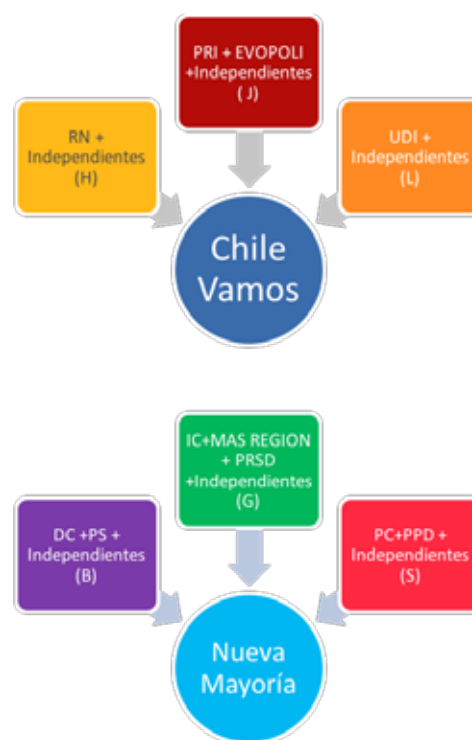 PRI + EVOPOLI
+Independientes
( J)
RN +
Independientes
(H)
UDI +
Independientes
(L)
Chile
Vamos
IC+MAS REGION
+ PRSD
+Independientes
(G)
DC +PS +
Independientes
(B)
PC+PPD +
Independientes
(S)
Nueva
Mayoría